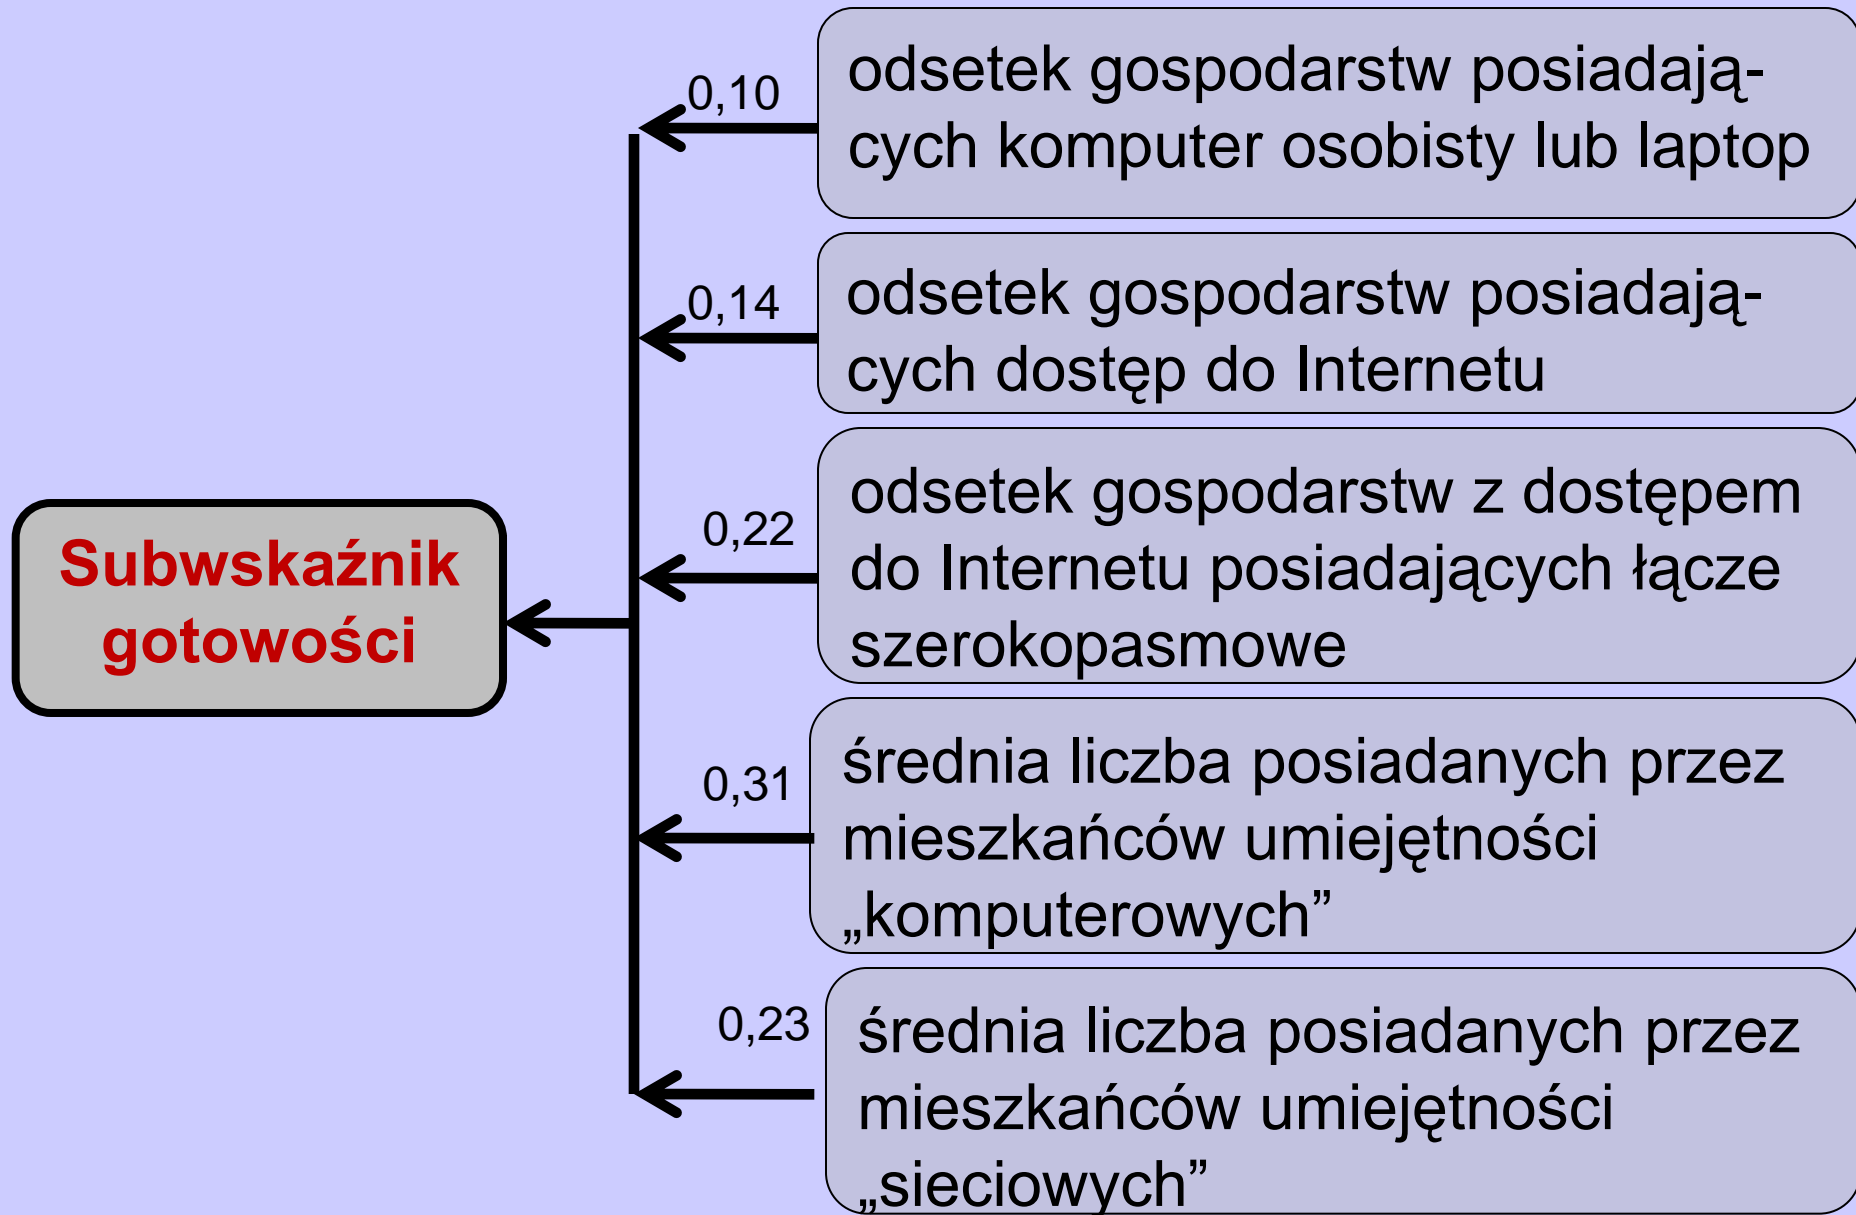 0,10
odsetek gospodarstw posiadają-
cych komputer osobisty lub laptop
0,14
odsetek gospodarstw posiadają-
cych dostęp do Internetu
0,22
odsetek gospodarstw z dostępem
do Internetu posiadających łącze
szerokopasmowe
Subwskaźnik
gotowości
0,31
średnia liczba posiadanych przez
mieszkańców umiejętności
„komputerowych”
0,23
średnia liczba posiadanych przez
mieszkańców umiejętności
„sieciowych”